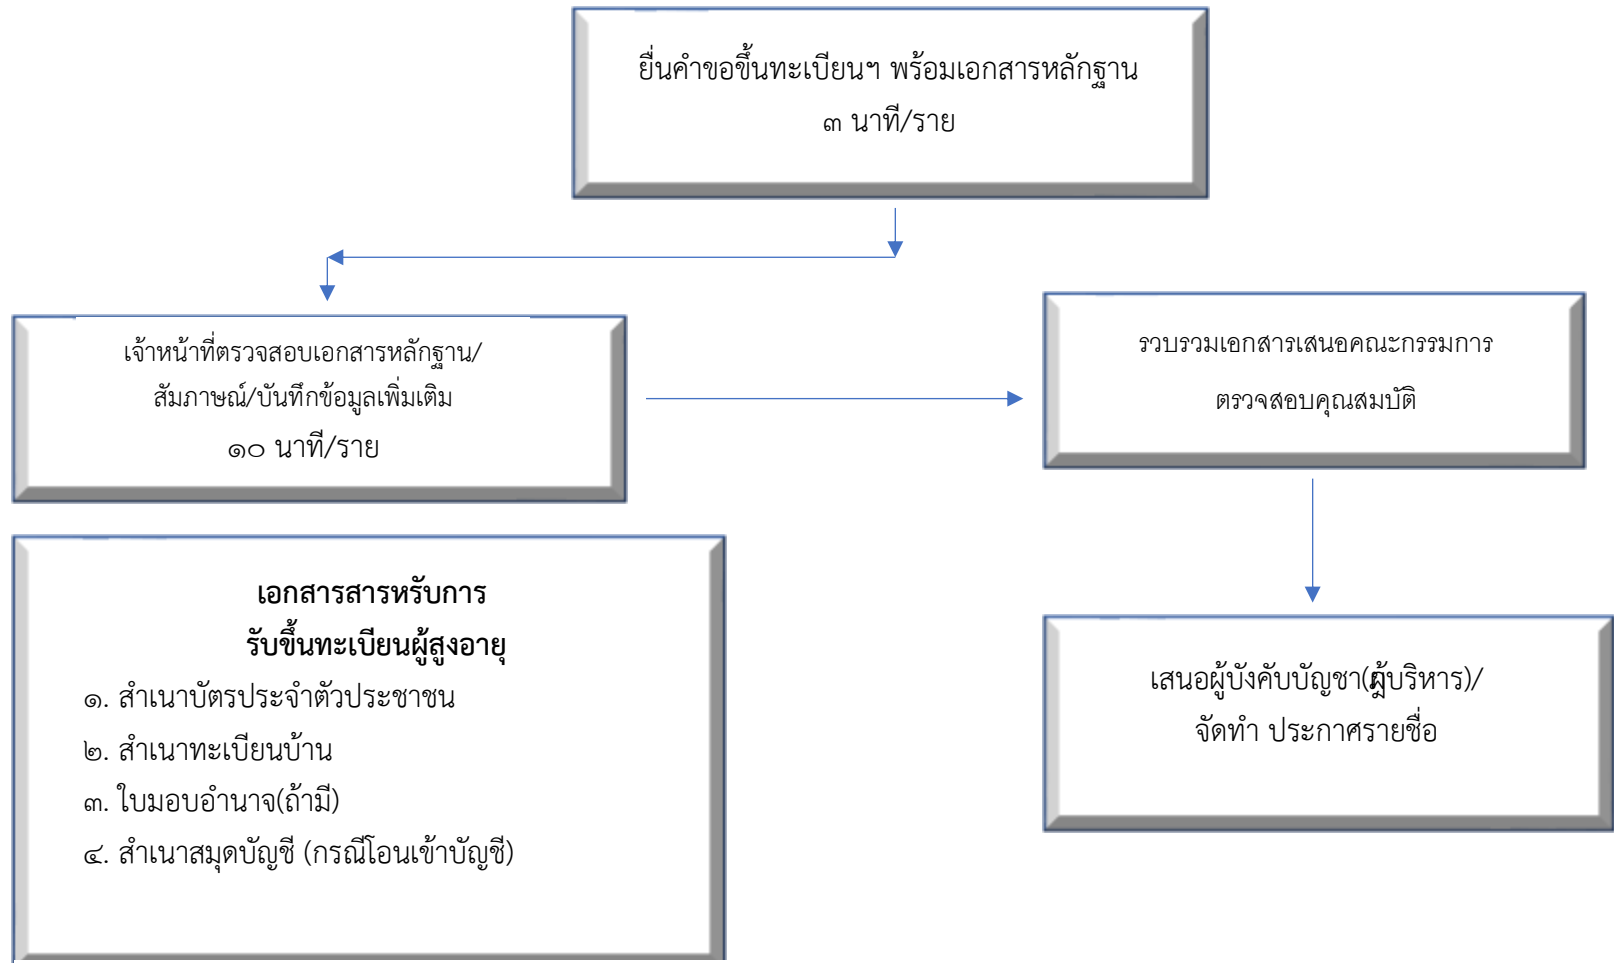 ยื่นคำขอขึ้นทะเบียนฯ พร้อมเอกสารหลักฐาน
๓ นาที/ราย
เจ้าหน้าที่ตรวจสอบเอกสารหลักฐาน/
สัมภาษณ์/บันทึกข้อมูลเพิ่มเติม
๑๐ นาที/ราย
รวบรวมเอกสารเสนอคณะกรรมการ
ตรวจสอบคุณสมบัติ
เอกสารสารหรับการ
รับขึ้นทะเบียนผู้สูงอายุ
๑. สำเนาบัตรประจำตัวประชาชน
๒. สำเนาทะเบียนบ้าน
๓. ใบมอบอำนาจ(ถ้ามี)
๔. สำเนาสมุดบัญชี (กรณีโอนเข้าบัญชี)
เสนอผู้บังคับบัญชา(ผู้บริหาร)/
จัดทำ ประกาศรายชื่อ